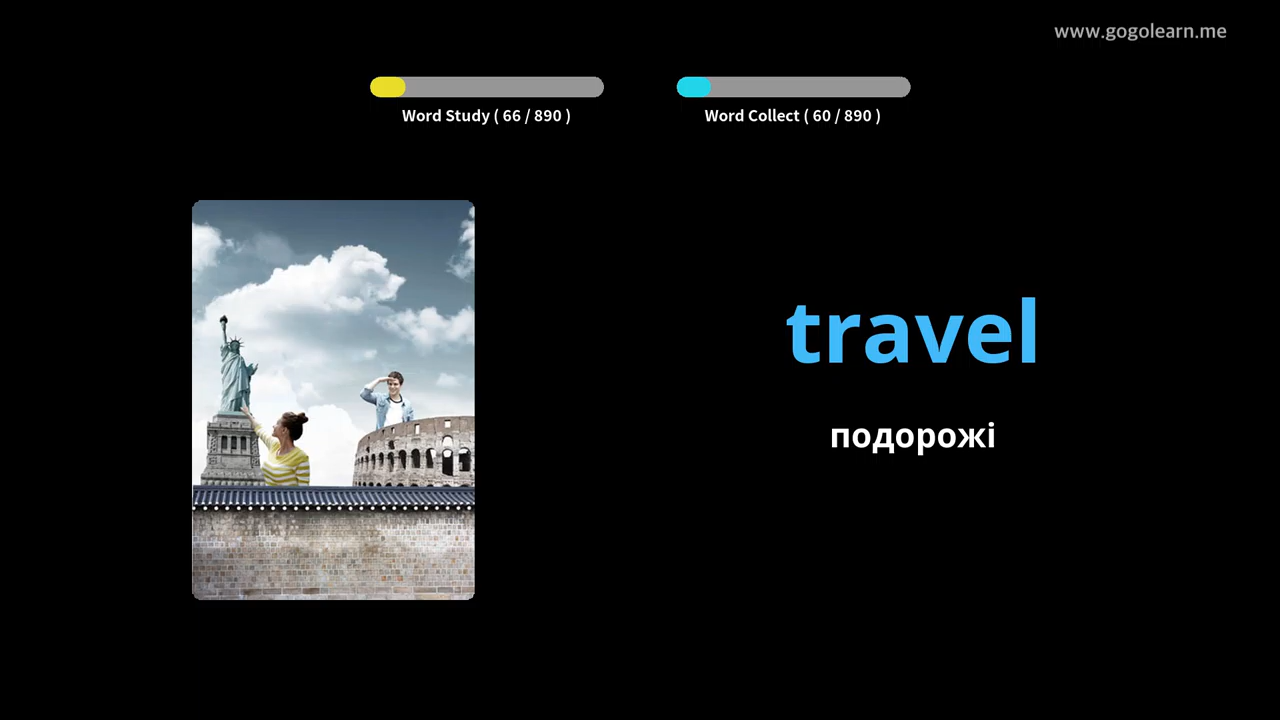 www.gogolearn.me
Word Study ( 66 / 890 )
Word Collect ( 60 / 890 )
travel
подорожі